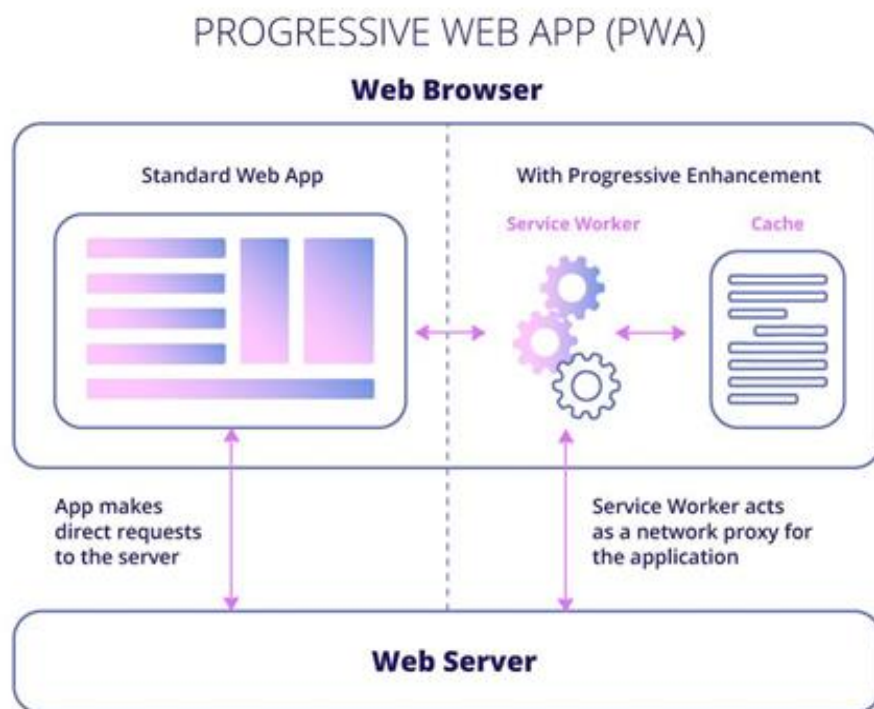 PROGRESSIVE WEB APP (PWA)
Web Browser
Standard Web App
With Progressive Enhancement
Service Worker
Cache
App makes
direct requests
to the server
Service Worker acts
as a network proxy for
the application
Web Server